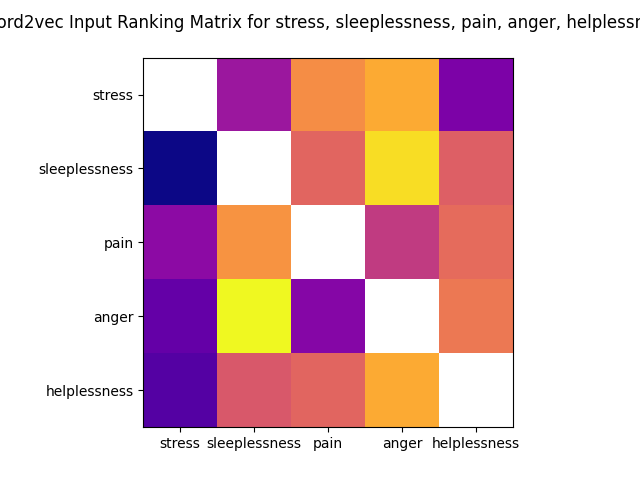 ord2vec Input Ranking Matrix for stress, sleeplessness, pain, anger, helpless
stress
sleeplessness
pain
anger
helplessness
stress sleeplessness pain anger helplessness